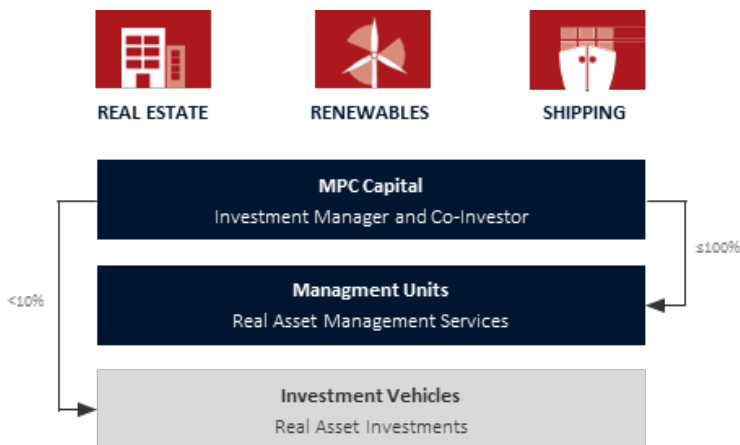 REAL ESTATE
RENEWABLES
SHIPPING
MPC Capital
Investment Manager and Co-Investor
≤100%
Managment Units
<10%
Real Asset Management Services
Investment Vehicles
Real Asset Investments